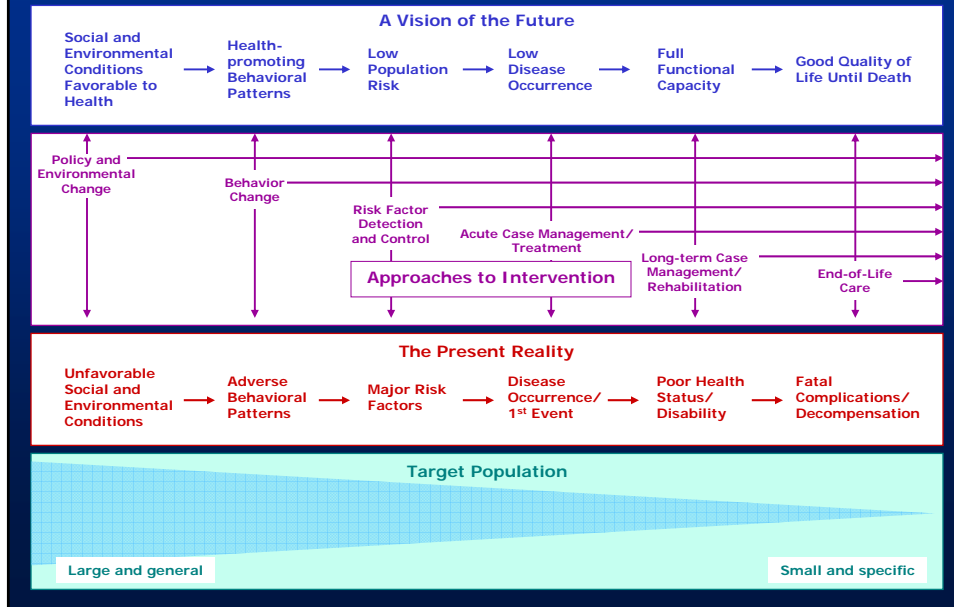 A Vision of the Future
Social and
Environmental
Conditions
Favorable to
Health
Health-
promoting
Behavioral
Patterns
Low
Population
Risk
Low
Disease
Occurrence
Full
Functional
Capacity
Good Quality of
Life Until Death
Policy and
Environmental
Change
Behavior
Change
Risk Factor
Detection
and Control
Acute Case Management/
Treatment
Long-term Case
Management/
Rehabilitation
End-of-Life
Care
Approaches to Intervention
The Present Reality
Unfavorable
Social and
Environmental
Conditions
Adverse
Behavioral
Patterns
Major Risk
Factors
Disease
Occurrence/
1st Event
Poor Health
Status/
Disability
Fatal
Complications/
Decompensation
Target Population
Large and general
Small and specific